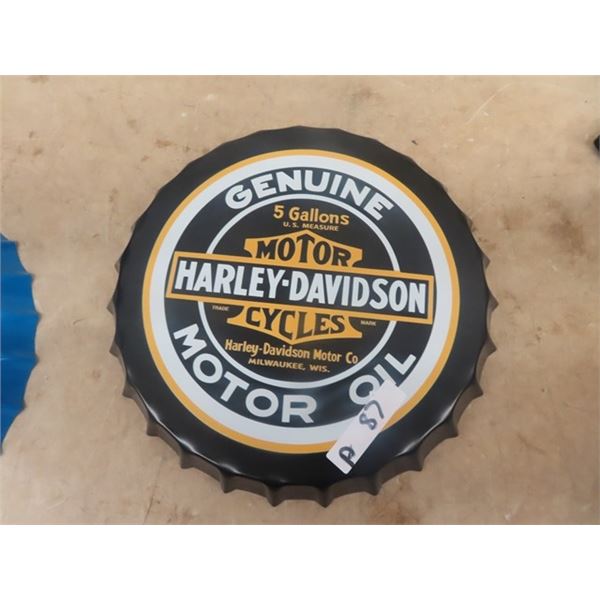 GENUINE
5 Gallons
U.S. MEASURE
MOTOR
HARLEY-DAVIDSON
TRADE MARK
CYCLES
Harley-Davidson Motor Co
MILWAUKEE, WIS.
MOTOR OIL
P 87